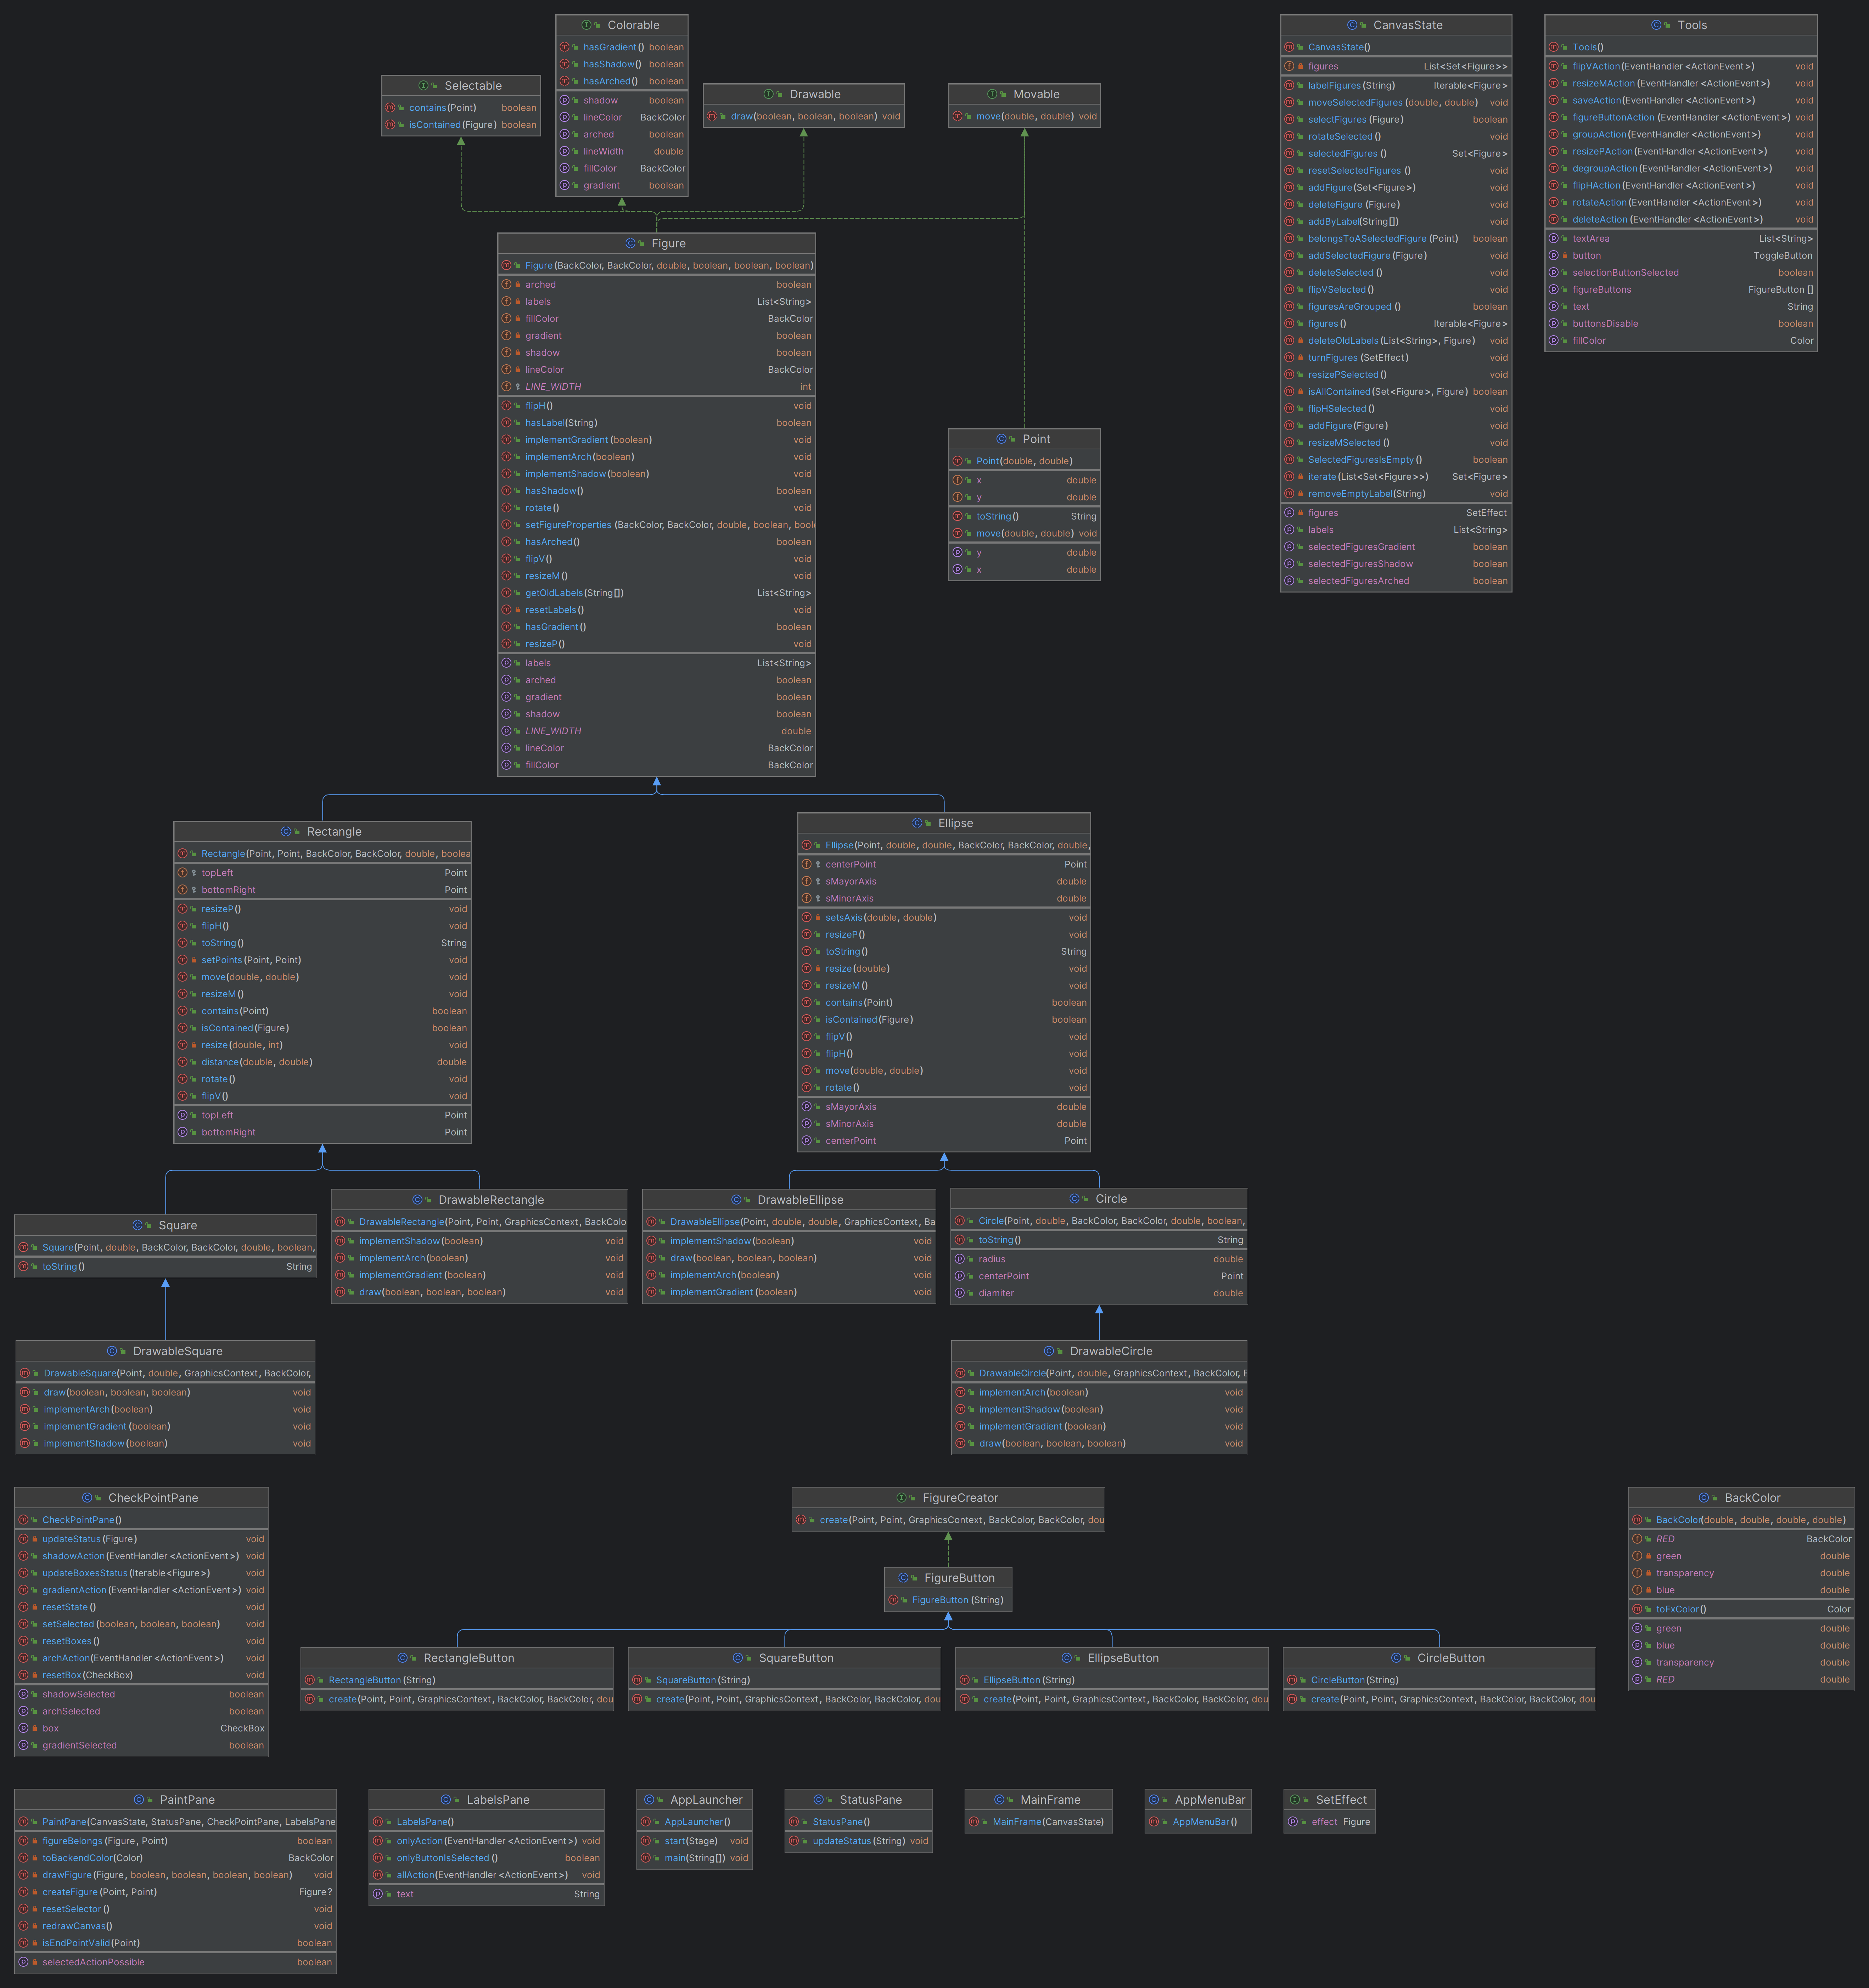 Colorable
hasGradient() boolean
hasShadow() boolean
hasArched() boolean
shadow boolean
lineColor BackColor
arched boolean
lineWidth double
fillColor BackColor
gradient boolean
Selectable
contains(Point) boolean
isContained(Figure) boolean
Drawable
draw(boolean, boolean, boolean) void
Movable
move(double, double) void
CanvasState
CanvasState()
figures List<Set<Figure>>
labelFigures(String) Iterable<Figure>
moveSelectedFigures(double, double) void
selectFigures(Figure) boolean
rotateSelected() void
selectedFigures() Set<Figure>
resetSelectedFigures() void
addFigure(Set<Figure>) void
deleteFigure(Figure) void
addByLabel(String[]) void
belongsToASelectedFigure(Point) boolean
addSelectedFigure(Figure) void
deleteSelected() void
flipVSelected() void
figuresAreGrouped() boolean
figures() Iterable<Figure>
deleteOldLabels(List<String>, Figure) void
turnFigures(SetEffect) void
resizePSelected() void
isAllContained(Set<Figure>, Figure) boolean
flipHSelected() void
addFigure(Figure) void
resizeMSelected() void
SelectedFiguresIsEmpty() boolean
iterate(List<Set<Figure>>) Set<Figure>
removeEmptyLabel(String) void
figures SetEffect
labels List<String>
selectedFiguresGradient boolean
selectedFiguresShadow boolean
selectedFiguresArched boolean
Tools
Tools()
flipVAction(EventHandler<ActionEvent>) void
resizeMAction(EventHandler<ActionEvent>) void
saveAction(EventHandler<ActionEvent>) void
figureButtonAction(EventHandler<ActionEvent>) void
groupAction(EventHandler<ActionEvent>) void
resizePAction(EventHandler<ActionEvent>) void
degroupAction(EventHandler<ActionEvent>) void
flipHAction(EventHandler<ActionEvent>) void
rotateAction(EventHandler<ActionEvent>) void
deleteAction(EventHandler<ActionEvent>) void
textArea List<String>
button ToggleButton
selectionButtonSelected boolean
figureButtons FigureButton[]
text String
buttonsDisable boolean
fillColor Color
Figure
Figure(BackColor, BackColor, double, boolean, boolean, boolean)
arched boolean
labels List<String>
fillColor BackColor
gradient boolean
shadow boolean
lineColor BackColor
LINE_WIDTH int
flipH() void
hasLabel(String) boolean
implementGradient(boolean) void
implementArch(boolean) void
implementShadow(boolean) void
hasShadow() boolean
rotate() void
setFigureProperties(BackColor, BackColor, double, boolean, bool
hasArched() boolean
flipV() void
resizeM() void
getOldLabels(String[]) List<String>
resetLabels() void
hasGradient() boolean
resizeP() void
labels List<String>
arched boolean
gradient boolean
shadow boolean
LINE_WIDTH double
lineColor BackColor
fillColor BackColor
Point
Point(double, double)
x double
y double
toString() String
move(double, double) void
y double
x double
Rectangle
Rectangle(Point, Point, BackColor, BackColor, double, boolea
topLeft Point
bottomRight Point
resizeP() void
flipH() void
toString() String
setPoints(Point, Point) void
move(double, double) void
resizeM() void
contains(Point) boolean
isContained(Figure) boolean
resize(double, int) void
distance(double, double) double
rotate() void
flipV() void
topLeft Point
bottomRight Point
Ellipse
Ellipse(Point, double, double, BackColor, BackColor, double,
centerPoint Point
sMayorAxis double
sMinorAxis double
setsAxis(double, double) void
resizeP() void
toString() String
resize(double) void
resizeM() void
contains(Point) boolean
isContained(Figure) boolean
flipV() void
flipH() void
move(double, double) void
rotate() void
sMayorAxis double
sMinorAxis double
centerPoint Point
Square
Square(Point, double, BackColor, BackColor, double, boolean,
toString() String
DrawableRectangle
DrawableRectangle(Point, Point, GraphicsContext, BackColo
implementShadow(boolean) void
implementArch(boolean) void
implementGradient(boolean) void
draw(boolean, boolean, boolean) void
DrawableEllipse
DrawableEllipse(Point, double, double, GraphicsContext, Ba
implementShadow(boolean) void
draw(boolean, boolean, boolean) void
implementArch(boolean) void
implementGradient(boolean) void
Circle
Circle(Point, double, BackColor, BackColor, double, boolean,
toString() String
radius double
centerPoint Point
diamiter double
DrawableSquare
DrawableSquare(Point, double, GraphicsContext, BackColor,
draw(boolean, boolean, boolean) void
implementArch(boolean) void
implementGradient(boolean) void
implementShadow(boolean) void
DrawableCircle
DrawableCircle(Point, double, GraphicsContext, BackColor, B
implementArch(boolean) void
implementShadow(boolean) void
implementGradient(boolean) void
draw(boolean, boolean, boolean) void
CheckPointPane
CheckPointPane()
updateStatus(Figure) void
shadowAction(EventHandler<ActionEvent>) void
updateBoxesStatus(Iterable<Figure>) void
gradientAction(EventHandler<ActionEvent>) void
resetState() void
setSelected(boolean, boolean, boolean) void
resetBoxes() void
archAction(EventHandler<ActionEvent>) void
resetBox(CheckBox) void
shadowSelected boolean
archSelected boolean
box CheckBox
gradientSelected boolean
FigureCreator
create(Point, Point, GraphicsContext, BackColor, BackColor, dou
FigureButton
FigureButton(String)
RectangleButton
RectangleButton(String)
create(Point, Point, GraphicsContext, BackColor, BackColor, dou
SquareButton
SquareButton(String)
create(Point, Point, GraphicsContext, BackColor, BackColor, dou
EllipseButton
EllipseButton(String)
create(Point, Point, GraphicsContext, BackColor, BackColor, dou
CircleButton
CircleButton(String)
create(Point, Point, GraphicsContext, BackColor, BackColor, dou
BackColor
BackColor(double, double, double, double)
RED BackColor
green double
transparency double
blue double
toFxColor() Color
green double
blue double
transparency double
RED double
PaintPane
PaintPane(CanvasState, StatusPane, CheckPointPane, LabelsPane
figureBelongs(Figure, Point) boolean
toBackendColor(Color) BackColor
drawFigure(Figure, boolean, boolean, boolean, boolean) void
createFigure(Point, Point) Figure?
resetSelector() void
redrawCanvas() void
isEndPointValid(Point) boolean
selectedActionPossible boolean
LabelsPane
LabelsPane()
onlyAction(EventHandler<ActionEvent>) void
onlyButtonIsSelected() boolean
allAction(EventHandler<ActionEvent>) void
text String
AppLauncher
AppLauncher()
start(Stage) void
main(String[]) void
StatusPane
StatusPane()
updateStatus(String) void
MainFrame
MainFrame(CanvasState)
AppMenuBar
AppMenuBar()
SetEffect
effect Figure